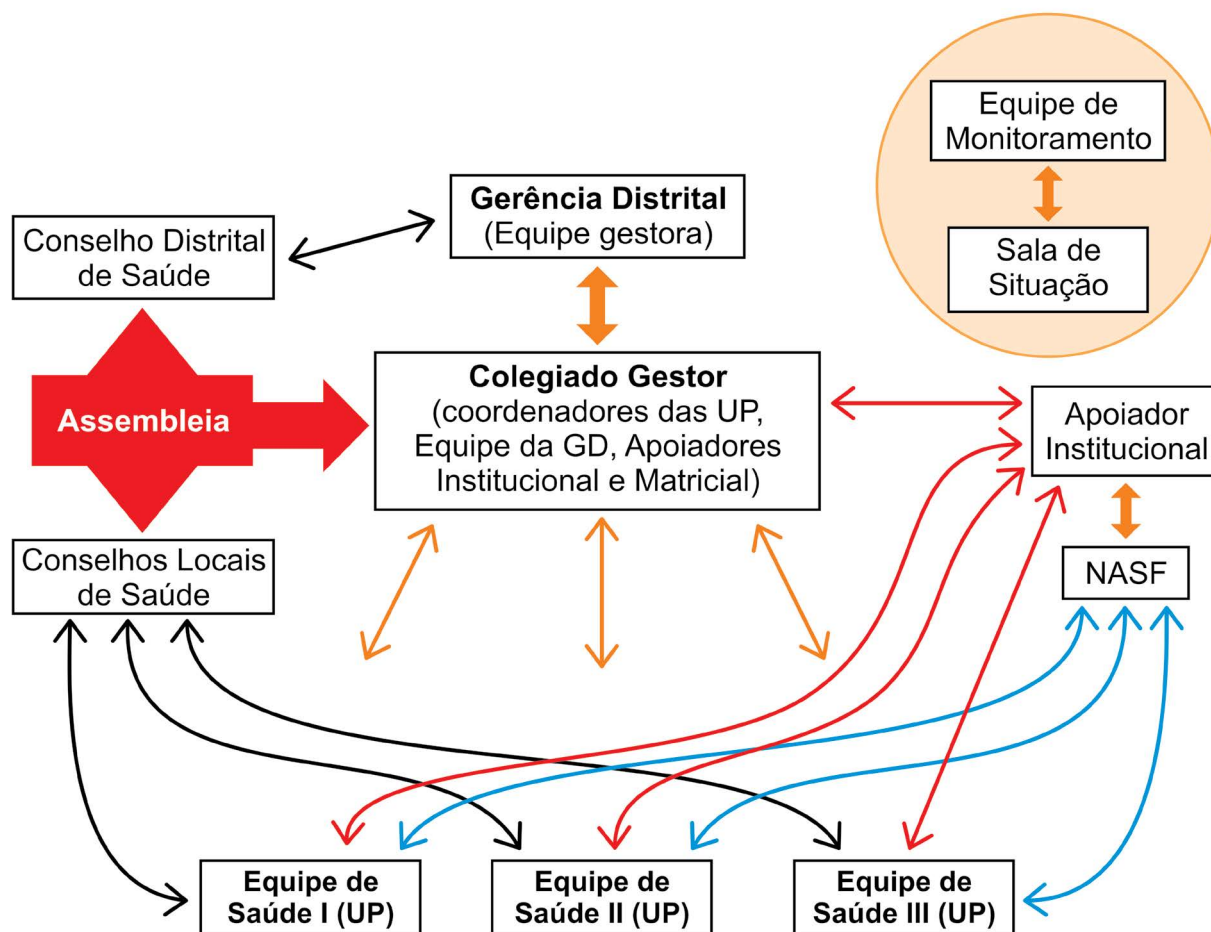 Equipe de
Monitoramento
Sala de
Situação
Gerência Distrital
(Equipe gestora)
Conselho Distrital
de Saúde
Assembleia
Colegiado Gestor
(coordenadores das UP,
Equipe da GD, Apoiadores
Institucional e Matricial)
Apoiador
Institucional
NASF
Conselhos Locais
de Saúde
Equipe de
Saúde I (UP)
Equipe de
Saúde II (UP)
Equipe de
Saúde III (UP)